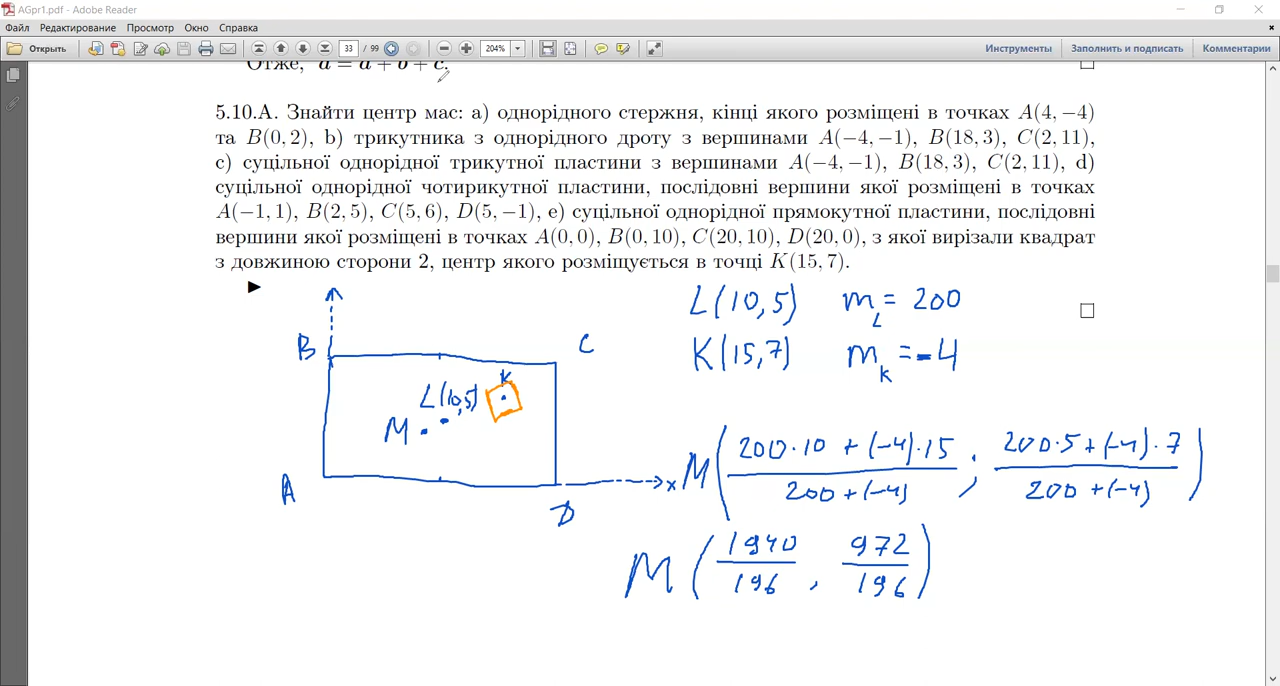 AGpr1.pdf - Adobe Reader
Файл Редактирование Просмотр Окно Справка
Открыть 33 / 99 204% Инструменты Заполнить и подписать Комментарии
Отже, a = a + b + c.
5.10.A. Знайти центр мас: a) однорідного стержня, кінці якого розміщені в точках A(4, −4)
та B(0, 2), b) трикутника з однорідного дроту з вершинами A(−4, −1), B(18, 3), C(2, 11),
c) суцільної однорідної трикутної пластини з вершинами A(−4, −1), B(18, 3), C(2, 11), d)
суцільної однорідної чотирикутної пластини, послідовні вершини якої розміщені в точках
A(−1, 1), B(2, 5), C(5, 6), D(5, −1), e) суцільної однорідної прямокутної пластини, послідовні
вершини якої розміщені в точках A(0, 0), B(0, 10), C(20, 10), D(20, 0), з якої вирізали квадрат
з довжиною сторони 2, центр якого розміщується в точці K(15, 7).
L(10,5) m_L = 200
K(15,7) m_K = -4
B C
K
L(10,5)
M
A D x
M(200·10 + (-4)·15 / 200 + (-4) ; 200·5 + (-4)·7 / 200 + (-4))
M(1940/196 , 972/196)